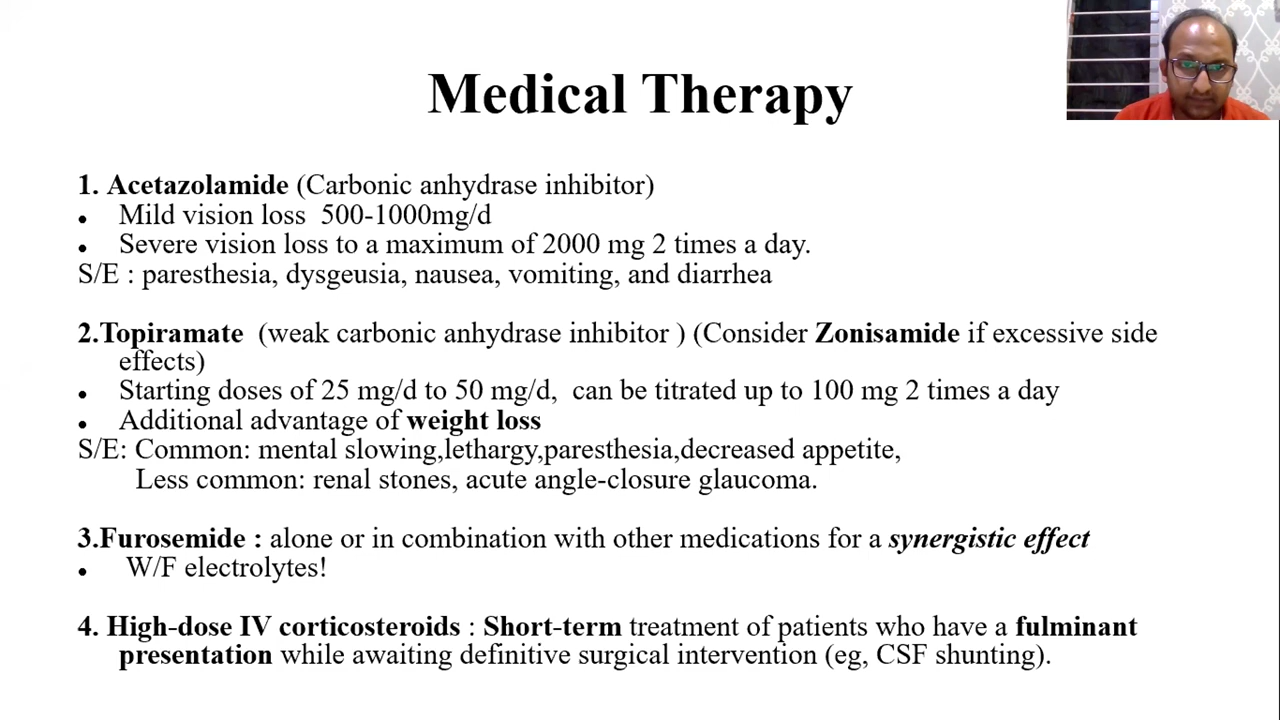 Medical Therapy
1. Acetazolamide (Carbonic anhydrase inhibitor)
• Mild vision loss 500-1000mg/d
• Severe vision loss to a maximum of 2000 mg 2 times a day.
S/E : paresthesia, dysgeusia, nausea, vomiting, and diarrhea
2.Topiramate (weak carbonic anhydrase inhibitor ) (Consider Zonisamide if excessive side
effects)
• Starting doses of 25 mg/d to 50 mg/d, can be titrated up to 100 mg 2 times a day
• Additional advantage of weight loss
S/E: Common: mental slowing,lethargy,paresthesia,decreased appetite,
Less common: renal stones, acute angle-closure glaucoma.
3.Furosemide : alone or in combination with other medications for a synergistic effect
• W/F electrolytes!
4. High-dose IV corticosteroids : Short-term treatment of patients who have a fulminant
presentation while awaiting definitive surgical intervention (eg, CSF shunting).